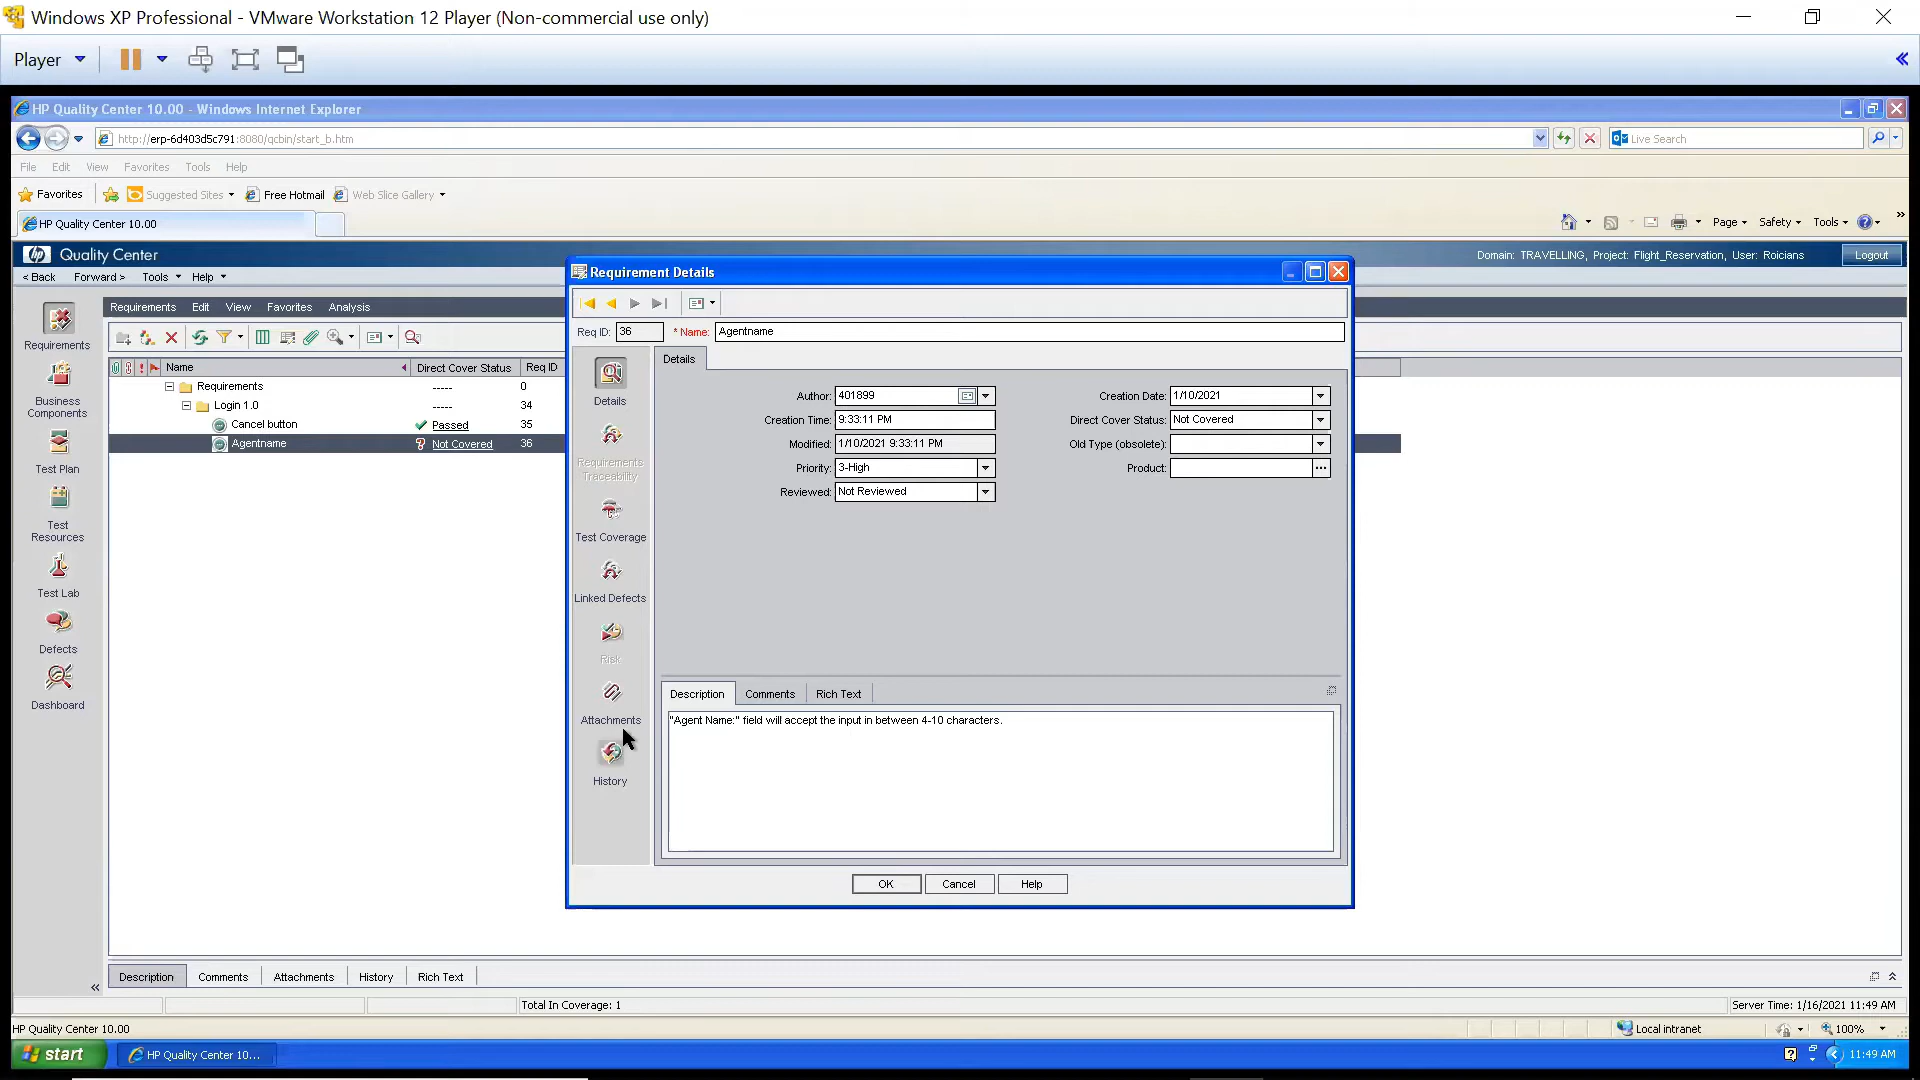 Windows XP Professional - VMware Workstation 12 Player (Non-commercial use only)
Player
HP Quality Center 10.00 - Windows Internet Explorer
http://erp-6d403d5c791:8080/qcbin/start_b.htm
Live Search
File Edit View Favorites Tools Help
Favorites Suggested Sites Free Hotmail Web Slice Gallery
HP Quality Center 10.00
Page Safety Tools
Quality Center
Domain: TRAVELLING, Project: Flight_Reservation, User: Roicians
Logout
< Back Forward > Tools Help
Requirements Edit View Favorites Analysis
Requirements
Business
Components
Test Plan
Test
Resources
Test Lab
Defects
Dashboard
Name Direct Cover Status Req ID
Requirements ----- 0
Login 1.0 ----- 34
Cancel button Passed 35
Agentname Not Covered 36
Requirement Details
Req ID: 36 * Name: Agentname
Details
Details
Requirements
Traceability
Test Coverage
Linked Defects
Risk
Attachments
History
Author: 401899 Creation Date: 1/10/2021
Creation Time: 9:33:11 PM Direct Cover Status: Not Covered
Modified: 1/10/2021 9:33:11 PM Old Type (obsolete):
Priority: 3-High Product:
Reviewed: Not Reviewed
Description Comments Rich Text
"Agent Name:" field will accept the input in between 4-10 characters.
OK Cancel Help
Description Comments Attachments History Rich Text
Total In Coverage: 1
Server Time: 1/16/2021 11:49 AM
HP Quality Center 10.00
Local intranet
100%
start
HP Quality Center 10...
11:49 AM